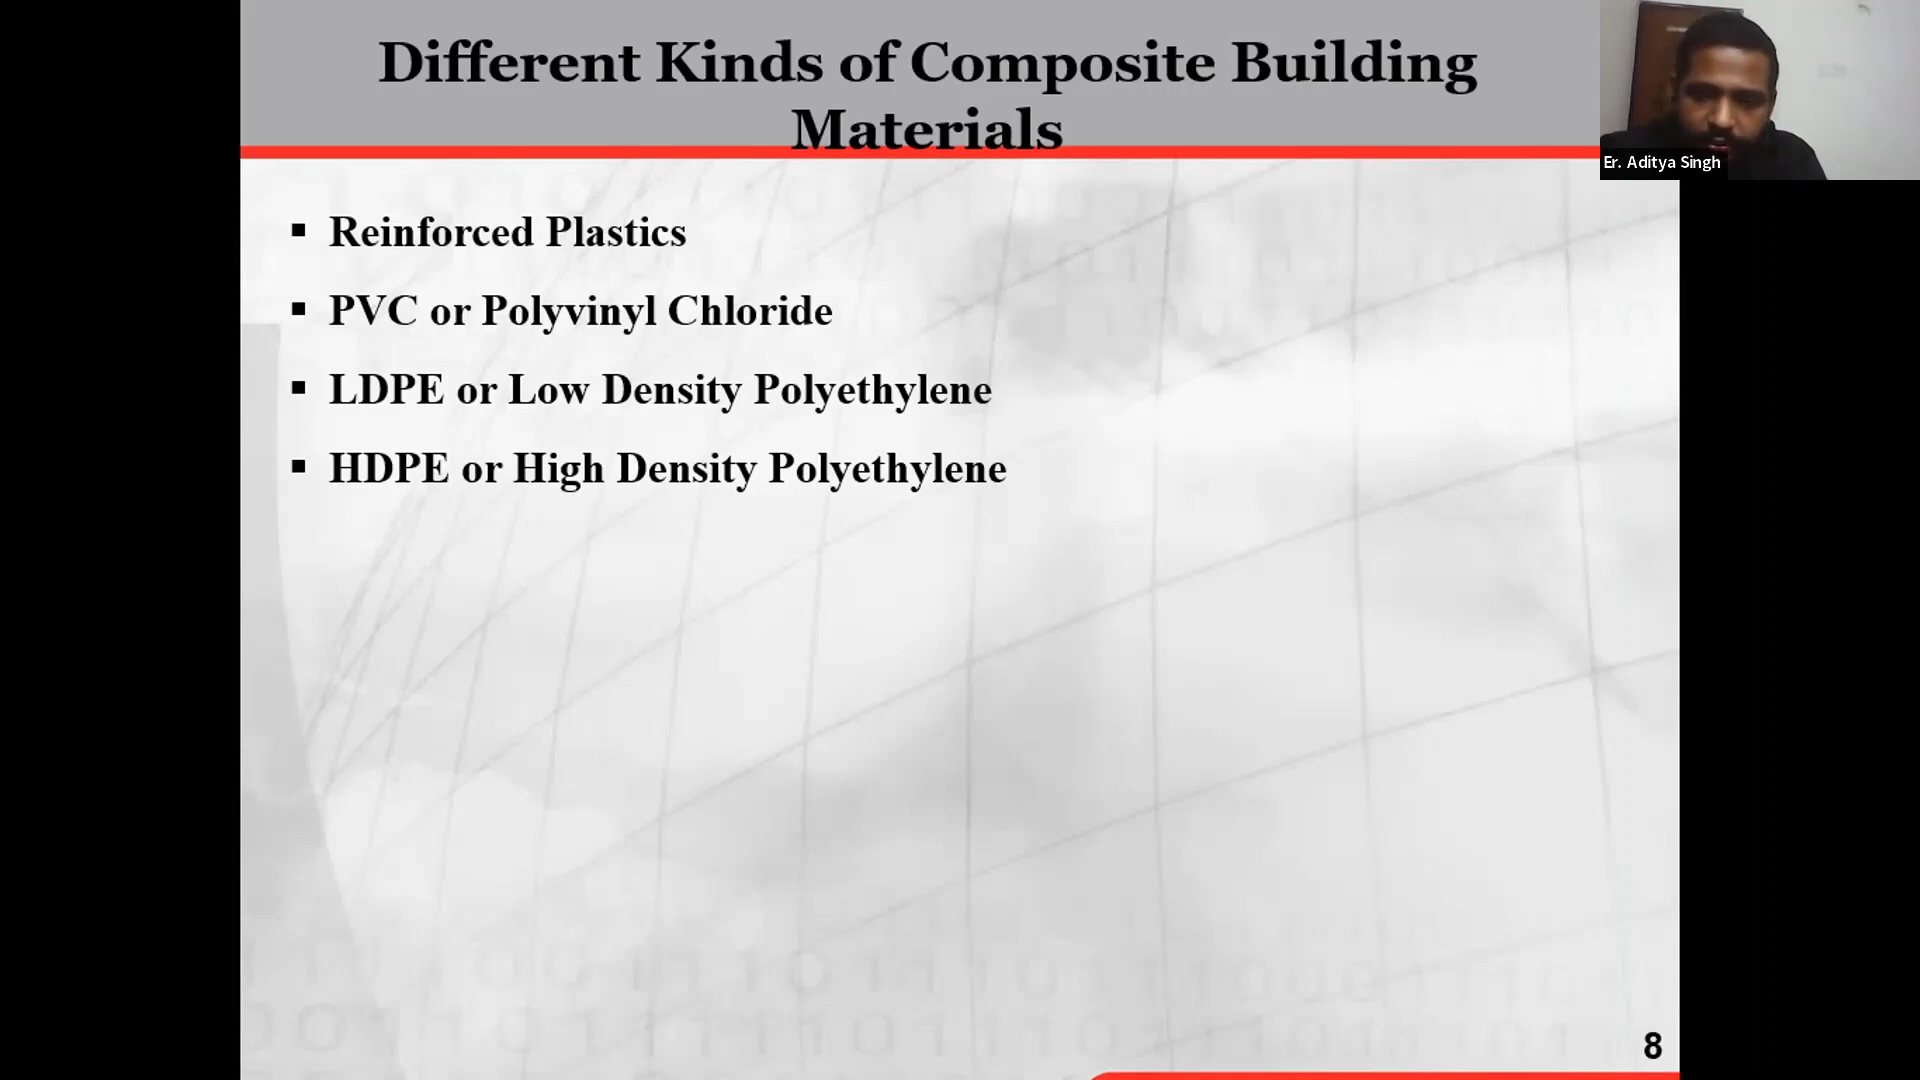 Different Kinds of Composite Building
Materials
Er. Aditya Singh
▪ Reinforced Plastics
▪ PVC or Polyvinyl Chloride
▪ LDPE or Low Density Polyethylene
▪ HDPE or High Density Polyethylene
8